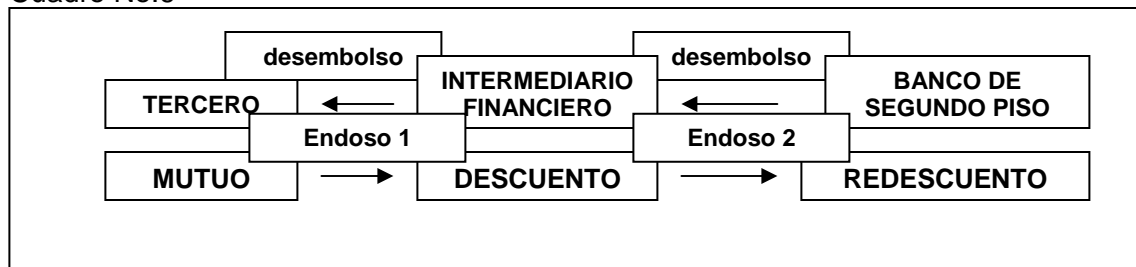 desembolso
desembolso
TERCERO
INTERMEDIARIO
FINANCIERO
BANCO DE
SEGUNDO PISO
Endoso 1
Endoso 2
MUTUO
DESCUENTO
REDESCUENTO